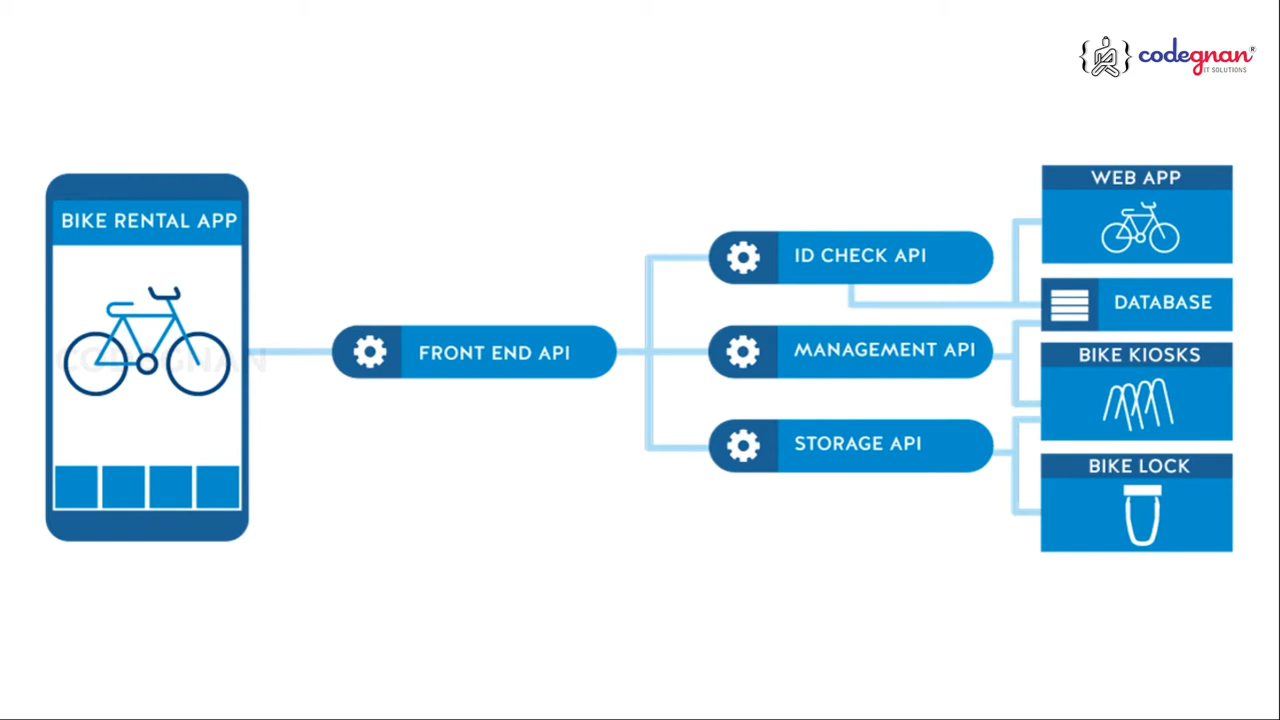 codegnan®
IT SOLUTIONS
BIKE RENTAL APP
CODEGNAN
FRONT END API
ID CHECK API
MANAGEMENT API
STORAGE API
WEB APP
DATABASE
BIKE KIOSKS
BIKE LOCK